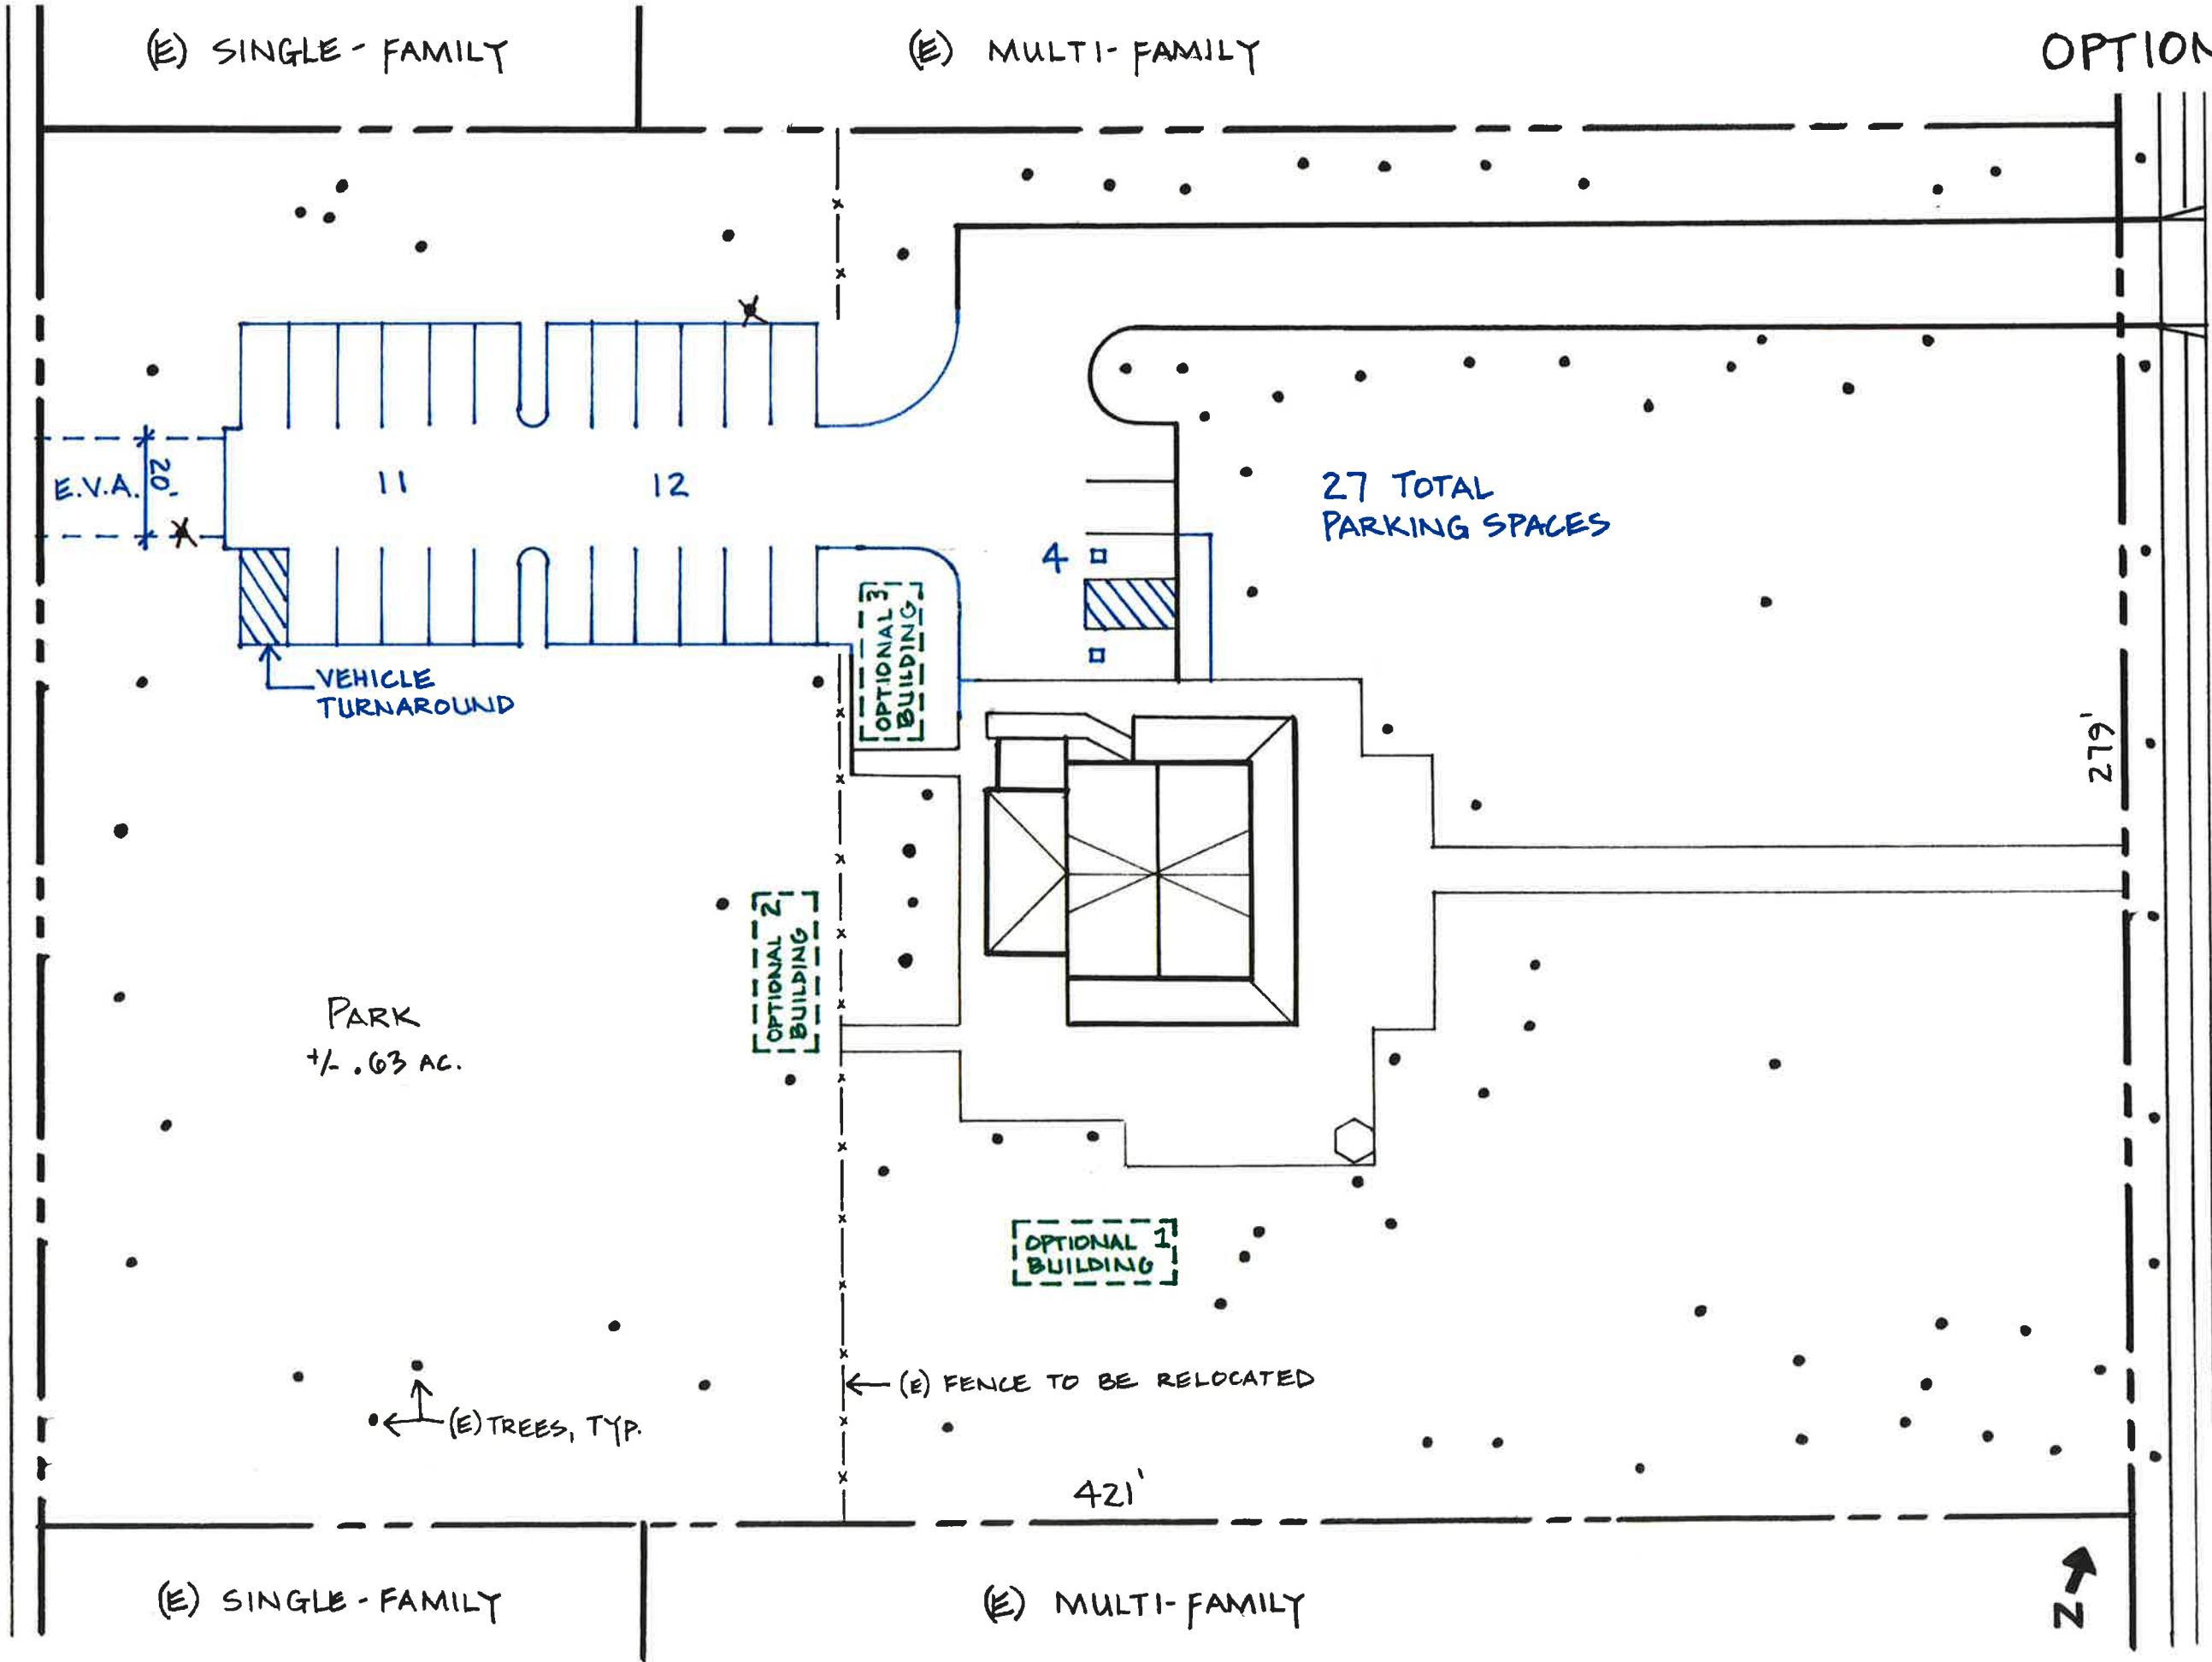 (E) SINGLE-FAMILY
(E) MULTI-FAMILY
OPTION
E.V.A.
20'
11
12
4
27 TOTAL
PARKING SPACES
VEHICLE
TURNAROUND
OPTIONAL 3
BUILDING
279'
OPTIONAL 2
BUILDING
PARK
+/- .63 AC.
OPTIONAL 1
BUILDING
(E) FENCE TO BE RELOCATED
(E) TREES, TYP.
421'
(E) SINGLE-FAMILY
(E) MULTI-FAMILY
N